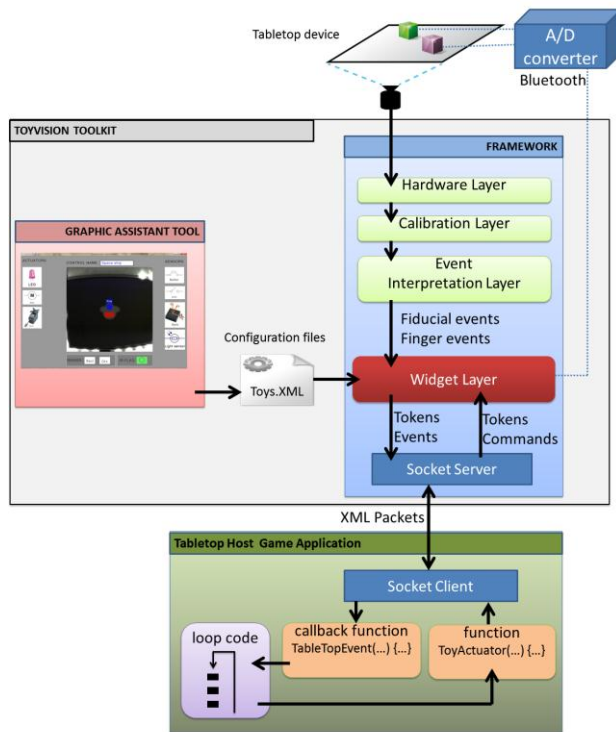 Tabletop device
A/D
converter
Bluetooth
TOYVISION TOOLKIT
FRAMEWORK
Hardware Layer
Calibration Layer
Event
Interpretation Layer
GRAPHIC ASSISTANT TOOL
LED
Fiducial events
Finger events
Configuration files
Toys.XML
Widget Layer
Tokens
Events
Tokens
Commands
Socket Server
XML Packets
Tabletop Host Game Application
Socket Client
loop code
callback function
TableTopEvent(...) {...}
function
ToyActuator(...) {...}